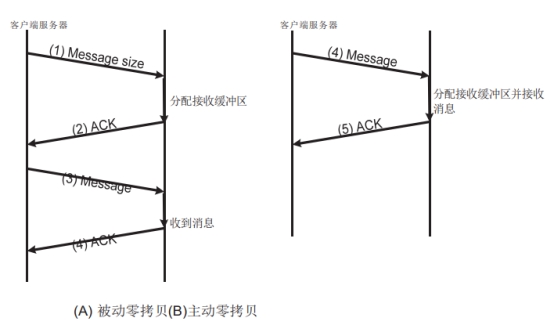 客户端服务器
(1) Message size
分配接收缓冲区
(2) ACK
(3) Message
收到消息
(4) ACK
客户端服务器
(4) Message
分配接收缓冲区并接收
消息
(5) ACK
(A) 被动零拷贝(B)主动零拷贝